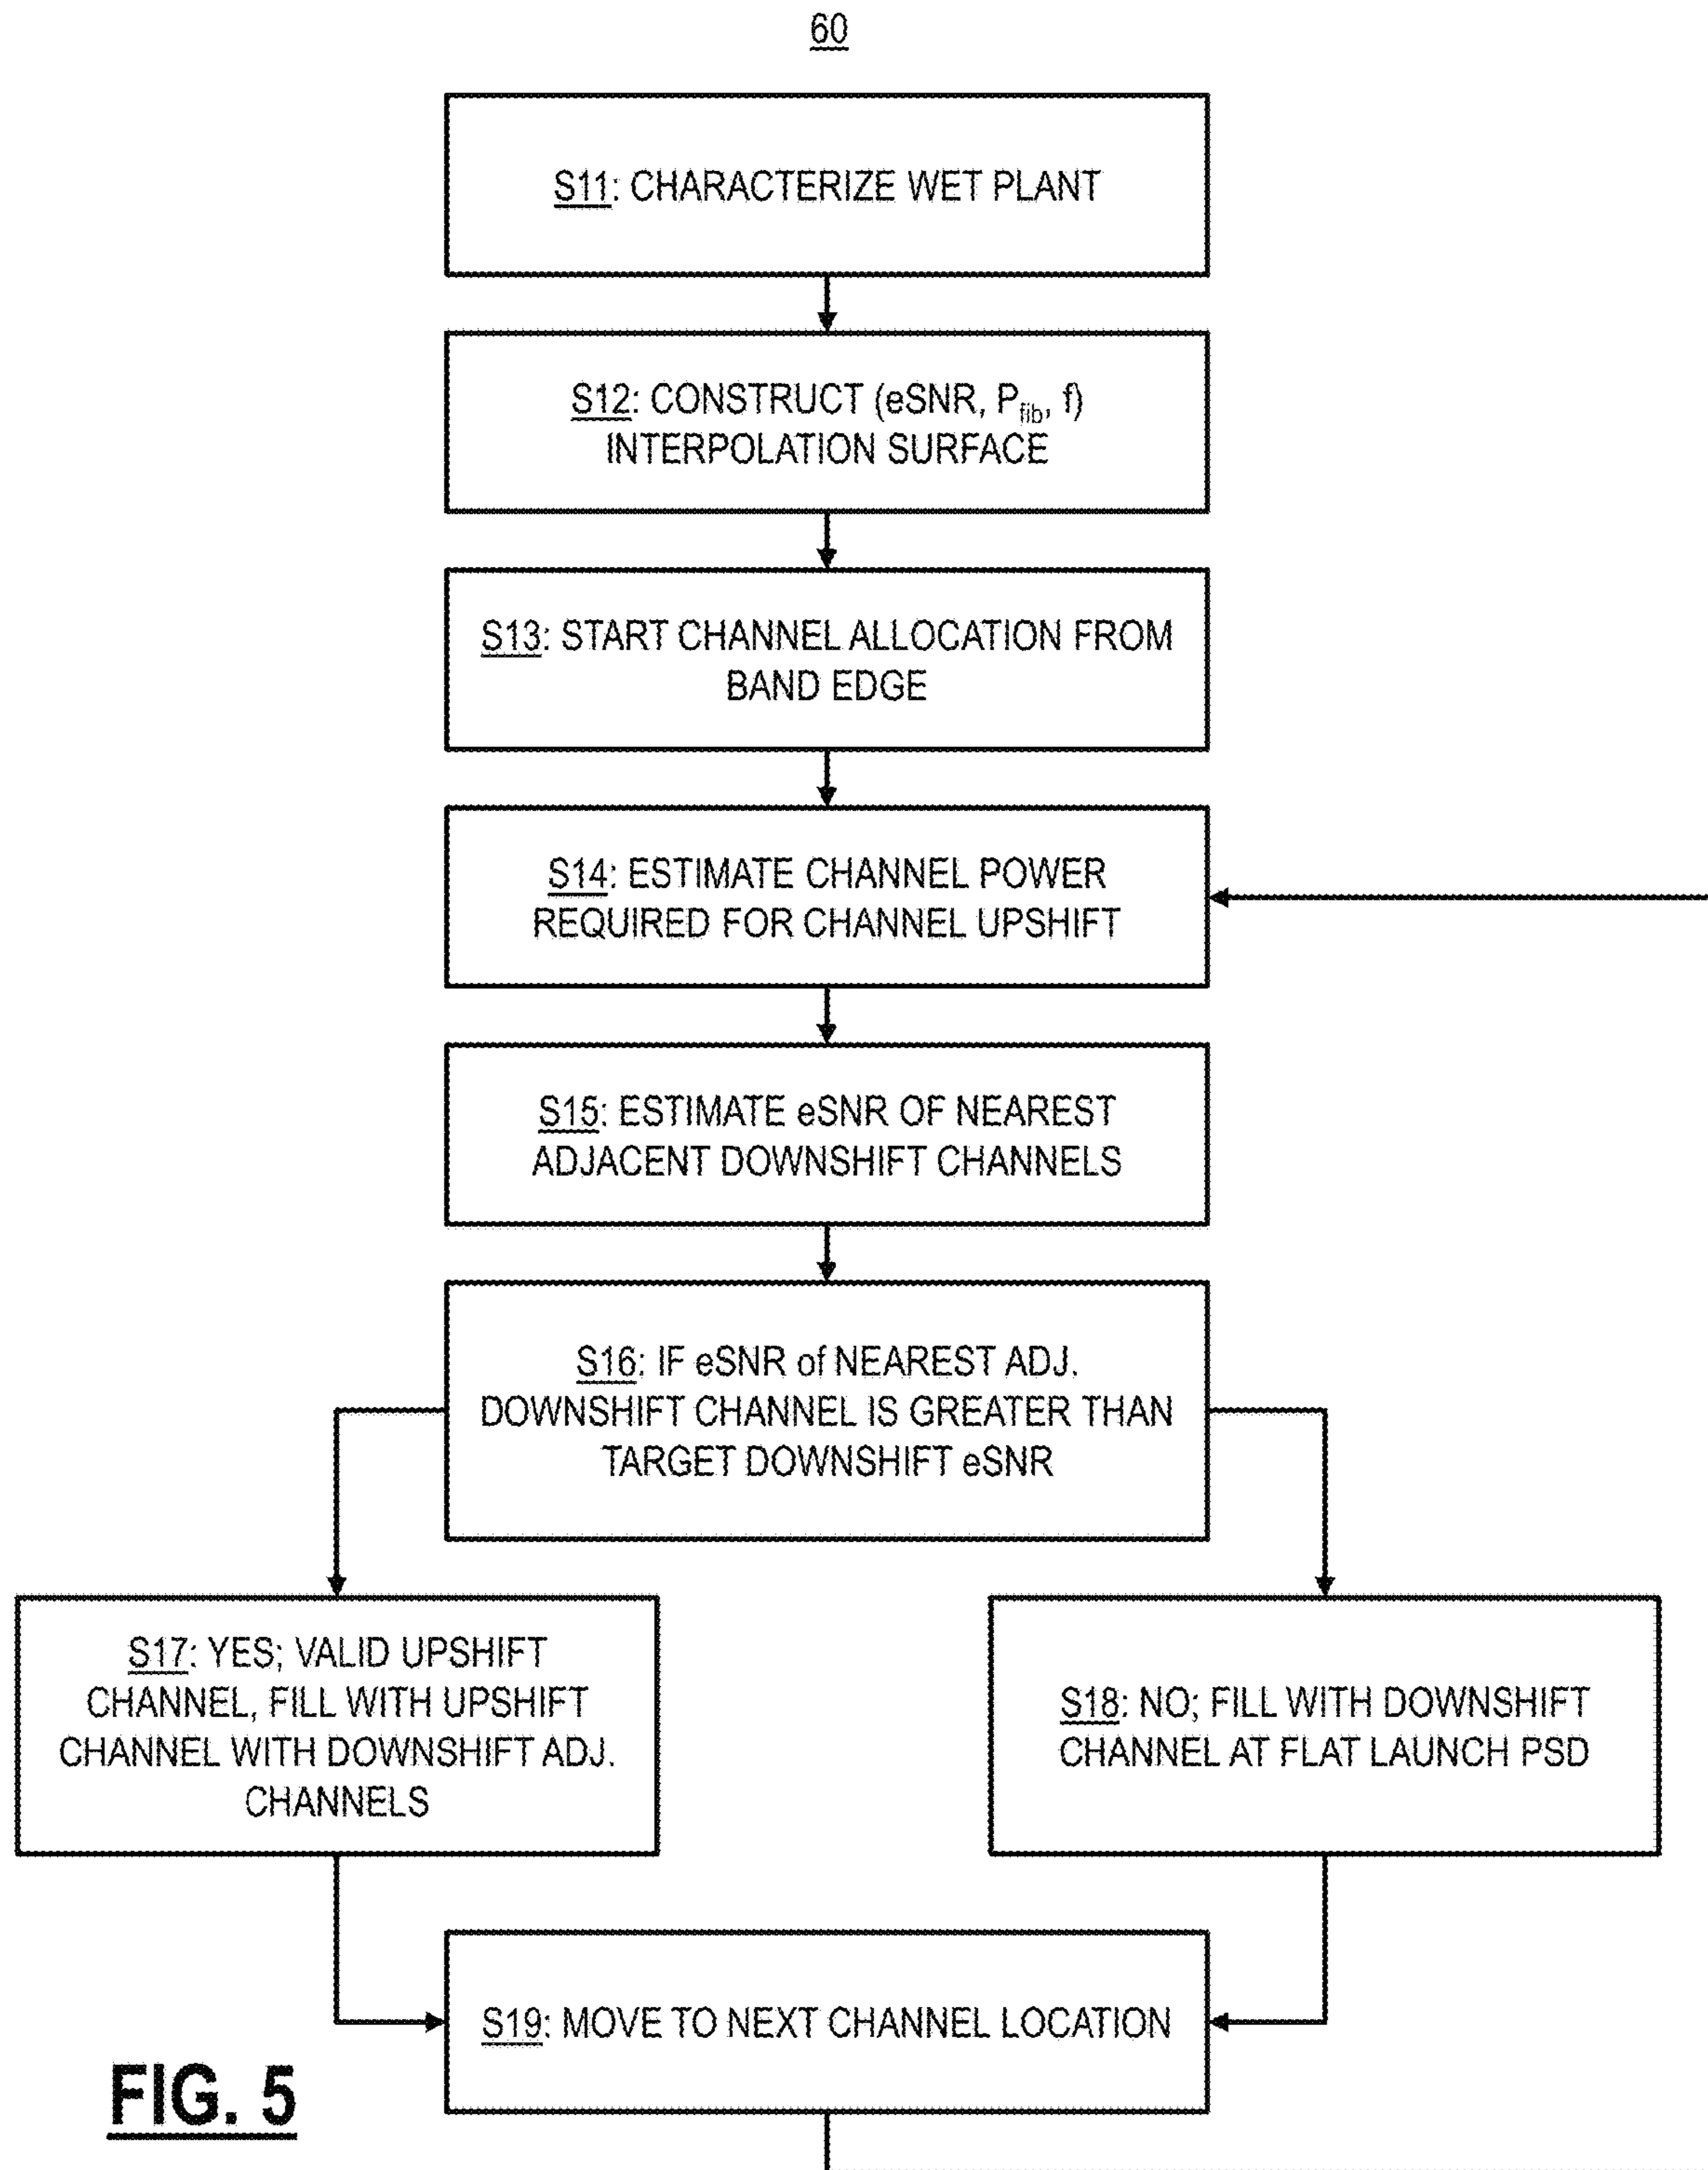 60
S11: CHARACTERIZE WET PLANT
S12: CONSTRUCT (eSNR, Pfib, f)
INTERPOLATION SURFACE
S13: START CHANNEL ALLOCATION FROM
BAND EDGE
S14: ESTIMATE CHANNEL POWER
REQUIRED FOR CHANNEL UPSHIFT
S15: ESTIMATE eSNR OF NEAREST
ADJACENT DOWNSHIFT CHANNELS
S16: IF eSNR of NEAREST ADJ.
DOWNSHIFT CHANNEL IS GREATER THAN
TARGET DOWNSHIFT eSNR
S17: YES; VALID UPSHIFT
CHANNEL, FILL WITH UPSHIFT
CHANNEL WITH DOWNSHIFT ADJ.
CHANNELS
S18: NO; FILL WITH DOWNSHIFT
CHANNEL AT FLAT LAUNCH PSD
S19: MOVE TO NEXT CHANNEL LOCATION
FIG. 5